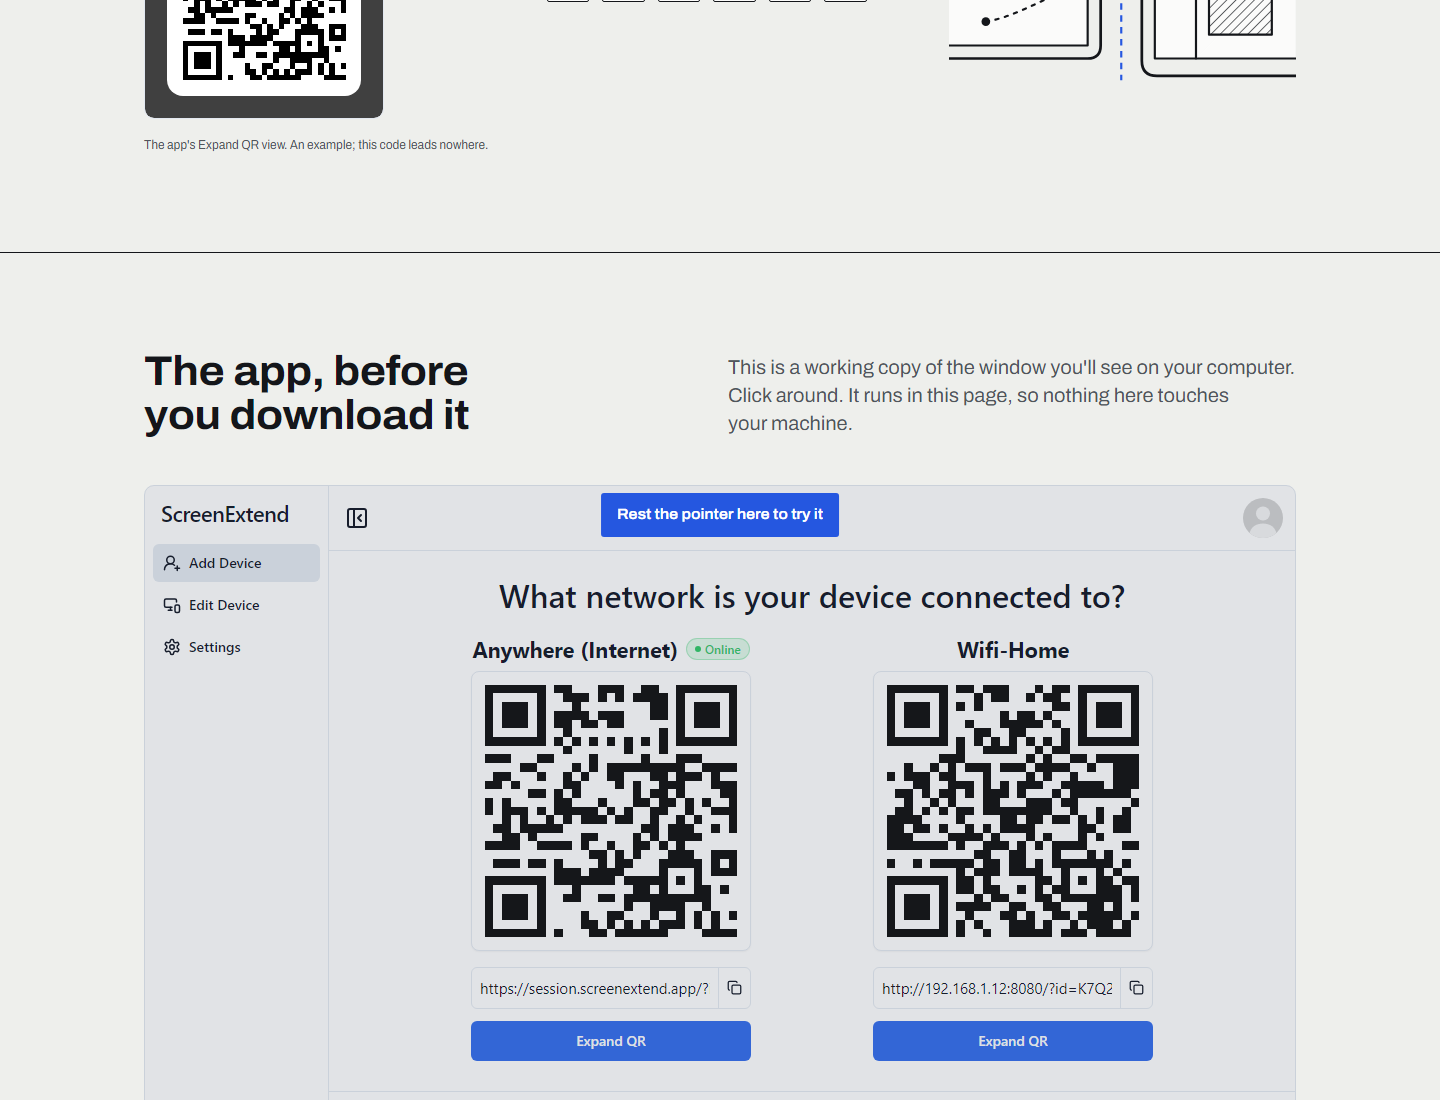 The app's Expand QR view. An example; this code leads nowhere.
The app, before
you download it
This is a working copy of the window you'll see on your computer.
Click around. It runs in this page, so nothing here touches
your machine.
ScreenExtend
Rest the pointer here to try it
Add Device
Edit Device
Settings
What network is your device connected to?
Anywhere (Internet)
Online
Wifi-Home
https://session.screenextend.app/?
http://192.168.1.12:8080/?id=K7Q2
Expand QR
Expand QR